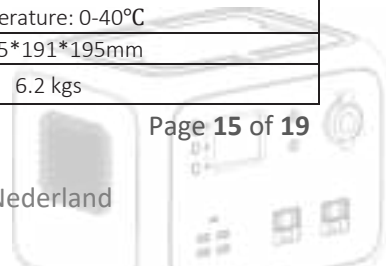 erature: 0-40℃
5*191*195mm
6.2 kgs
Page 15 of 19
Nederland